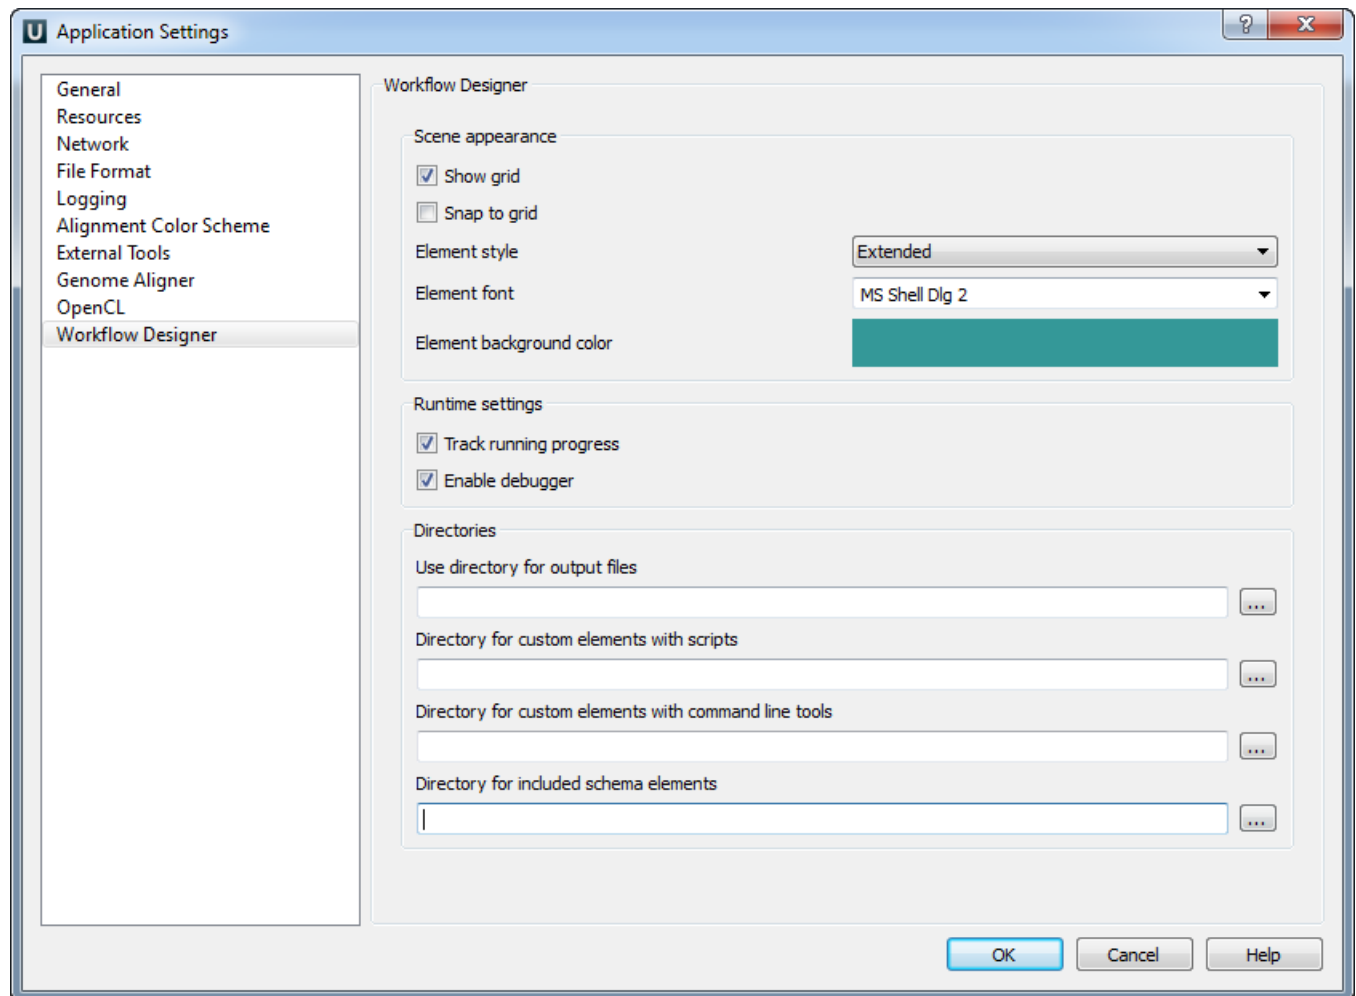 U Application Settings ? X
General
Resources
Network
File Format
Logging
Alignment Color Scheme
External Tools
Genome Aligner
OpenCL
Workflow Designer
Workflow Designer
Scene appearance
Show grid
Snap to grid
Element style Extended
Element font MS Shell Dlg 2
Element background color
Runtime settings
Track running progress
Enable debugger
Directories
Use directory for output files
...
Directory for custom elements with scripts
...
Directory for custom elements with command line tools
...
Directory for included schema elements
...
OK Cancel Help